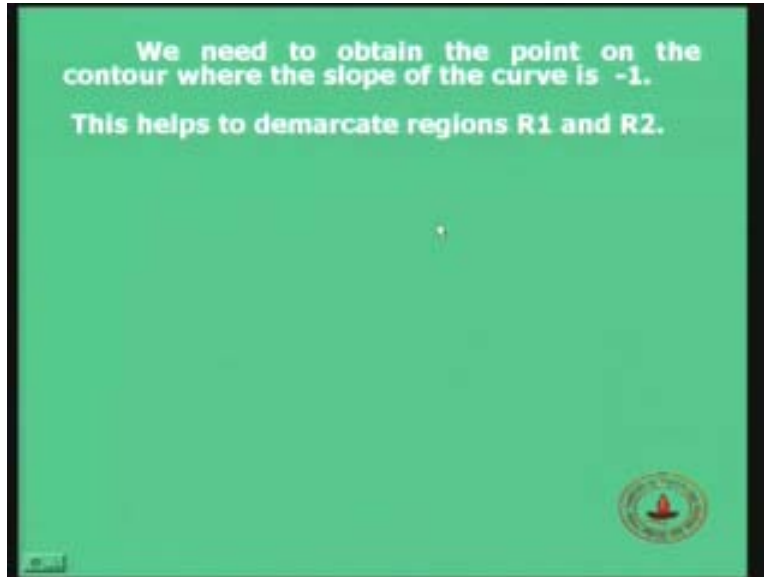 We need to obtain the point on the
contour where the slope of the curve is -1.
This helps to demarcate regions R1 and R2.